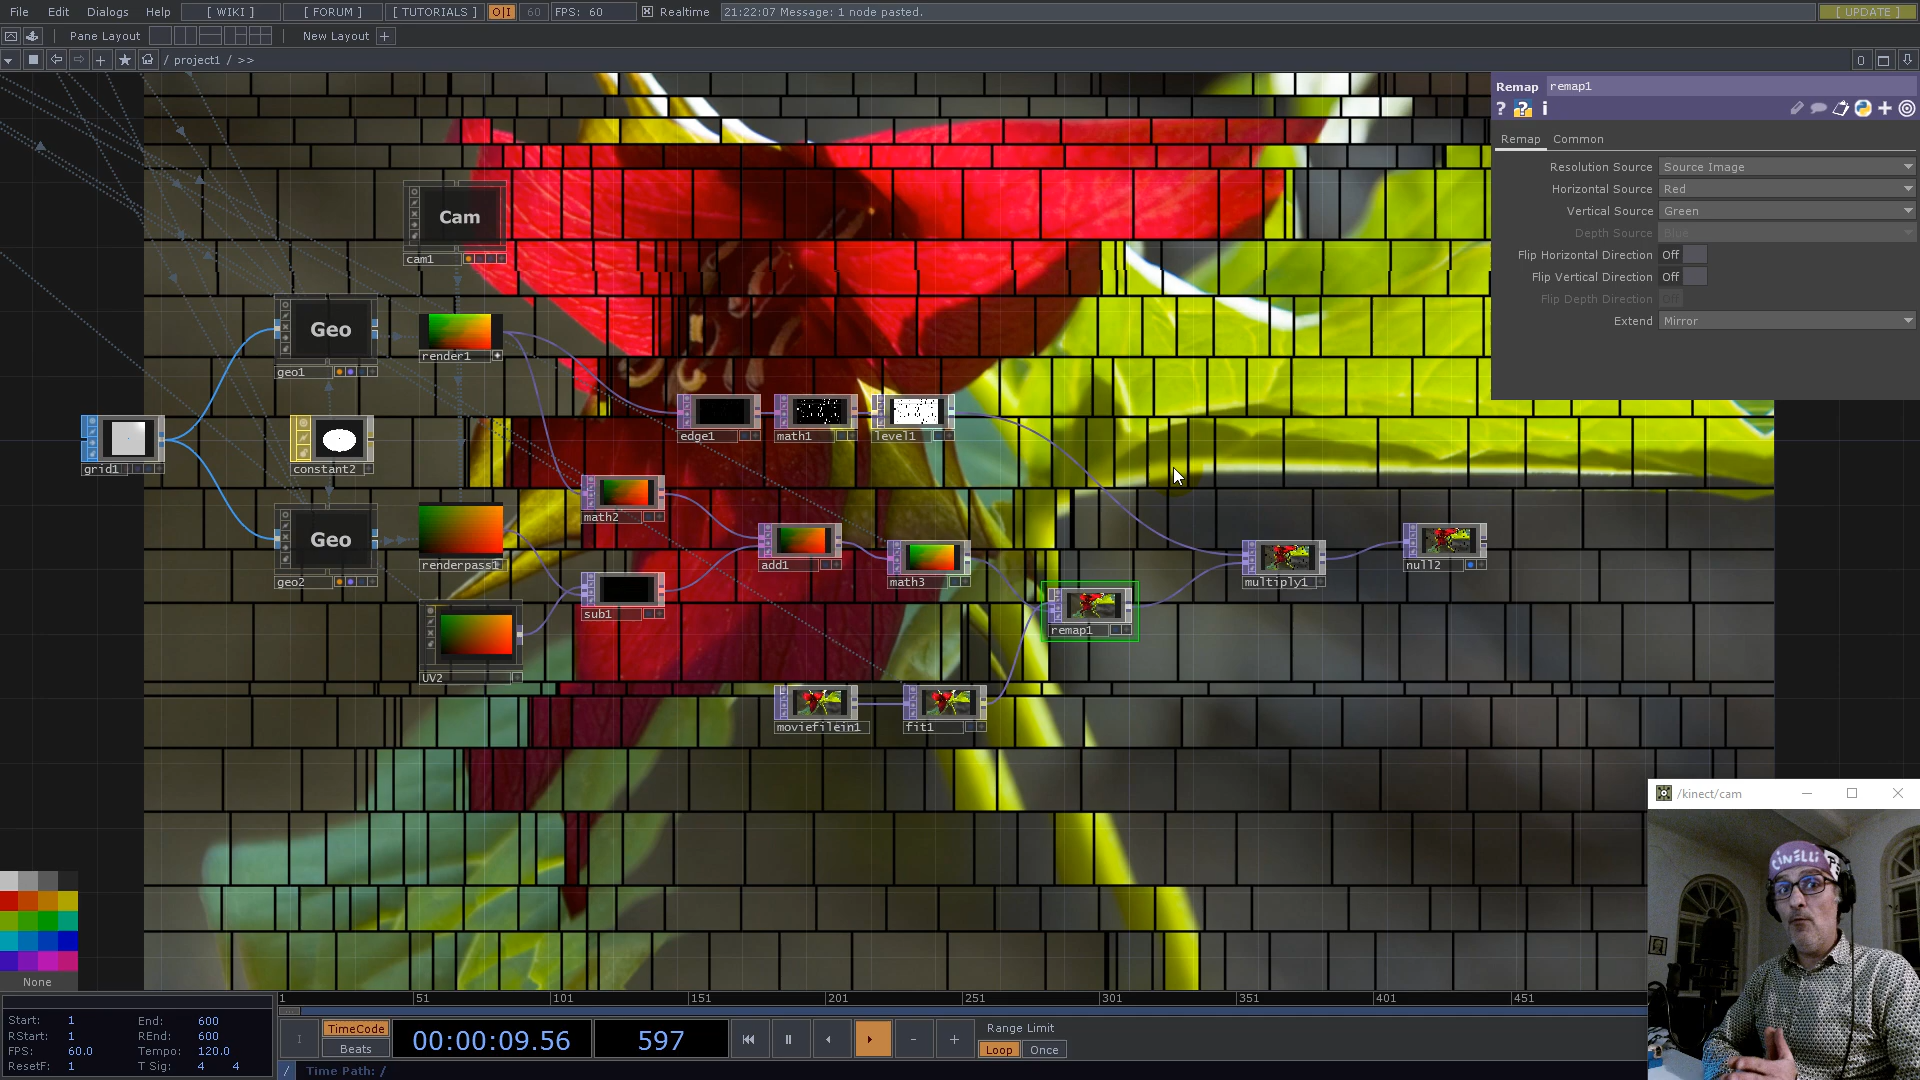 File Edit Dialogs Help [ WIKI ] [ FORUM ] [ TUTORIALS ] O|I 60 FPS: 60 Realtime 21:22:07 Message: 1 node pasted. [ UPDATE ]
Pane Layout New Layout +
/ project1 / >> 0
Remap remap1
? ? i
Remap Common
Resolution Source Source Image
Horizontal Source Red
Vertical Source Green
Depth Source Blue
Flip Horizontal Direction Off
Flip Vertical Direction Off
Flip Depth Direction Off
Extend Mirror
Cam
cam1
Geo
geo1
render1
edge1
math1
level1
grid1
constant2
math2
Geo
geo2
renderpass1
add1
math3
sub1
multiply1
null2
remap1
UV2
moviefilein1
fit1
/kinect/cam
CINELLI
None
1 51 101 151 201 251 301 351 401 451
Start: 1 End: 600
RStart: 1 REnd: 600
FPS: 60.0 Tempo: 120.0
ResetF: 1 T Sig: 4 4
I
TimeCode
Beats
00:00:09.56
597
- +
Range Limit
Loop Once
/ Time Path: /